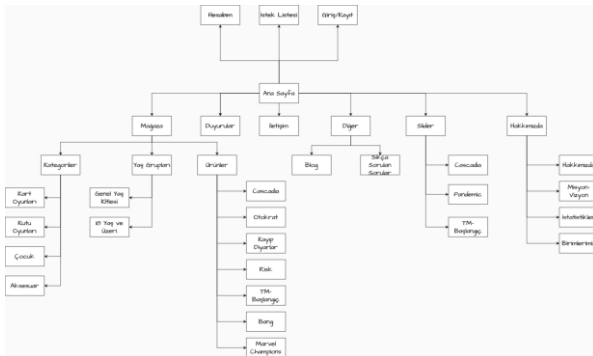 Hesabım
İstek Listesi
Giriş/Kayıt
Ana Sayfa
Mağaza
Duyurular
İletişim
Diğer
Slider
Hakkımızda
Kategoriler
Yaş Grupları
Ürünler
Blog
Sıkça
Sorulan
Sorular
Cascadia
Hakkımızda
Kart
Oyunları
Genel Yaş
Kitlesi
Cascadia
Pandemic
Misyon-
Vizyon
Kutu
Oyunları
18 Yaş ve
Üzeri
Otokrat
TM-
Başlangıç
İstatistikler
Çocuk
Kayıp
Diyarlar
Birimlerimiz
Aksesuar
Risk
TM-
Başlangıç
Bang
Marvel
Champions